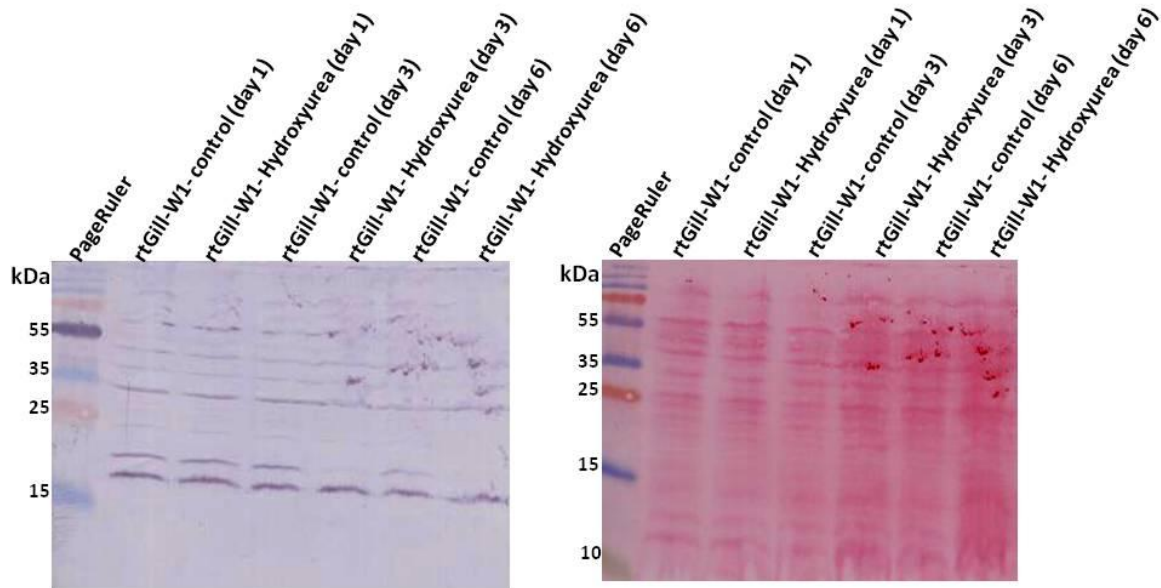 PageRuler
rtGill-W1- control (day 1)
rtGill-W1- Hydroxyurea (day 1)
rtGill-W1- control (day 3)
rtGill-W1- Hydroxyurea (day 3)
rtGill-W1- control (day 6)
rtGill-W1- Hydroxyurea (day 6)
kDa
55
35
25
15
PageRuler
rtGill-W1- control (day 1)
rtGill-W1- Hydroxyurea (day 1)
rtGill-W1- control (day 3)
rtGill-W1- Hydroxyurea (day 3)
rtGill-W1- control (day 6)
rtGill-W1- Hydroxyurea (day 6)
kDa
55
35
25
15
10